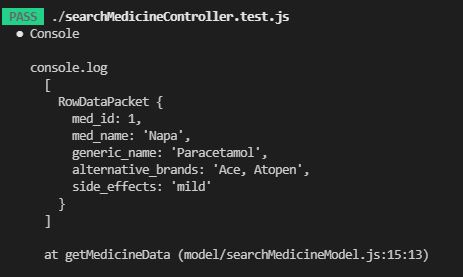 PASS ./searchMedicineController.test.js
● Console
console.log
[
RowDataPacket {
med_id: 1,
med_name: 'Napa',
generic_name: 'Paracetamol',
alternative_brands: 'Ace, Atopen',
side_effects: 'mild'
}
]
at getMedicineData (model/searchMedicineModel.js:15:13)